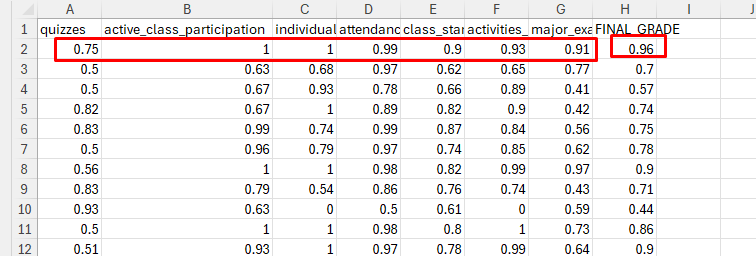 A B C D E F G H I J
1 quizzes active_class_participation individual attendanc class_star activities_ major_exa FINAL_GRADE
2 0.75 1 1 0.99 0.9 0.93 0.91 0.96
3 0.5 0.63 0.68 0.97 0.62 0.65 0.77 0.7
4 0.5 0.67 0.93 0.78 0.66 0.89 0.41 0.57
5 0.82 0.67 1 0.89 0.82 0.9 0.42 0.74
6 0.83 0.99 0.74 0.99 0.87 0.84 0.56 0.75
7 0.5 0.96 0.79 0.97 0.74 0.85 0.62 0.78
8 0.56 1 1 0.98 0.82 0.99 0.97 0.9
9 0.83 0.79 0.54 0.86 0.76 0.74 0.43 0.71
10 0.93 0.63 0 0.5 0.61 0 0.59 0.44
11 0.5 1 1 0.98 0.8 1 0.73 0.86
12 0.51 0.93 1 0.97 0.78 0.99 0.64 0.9